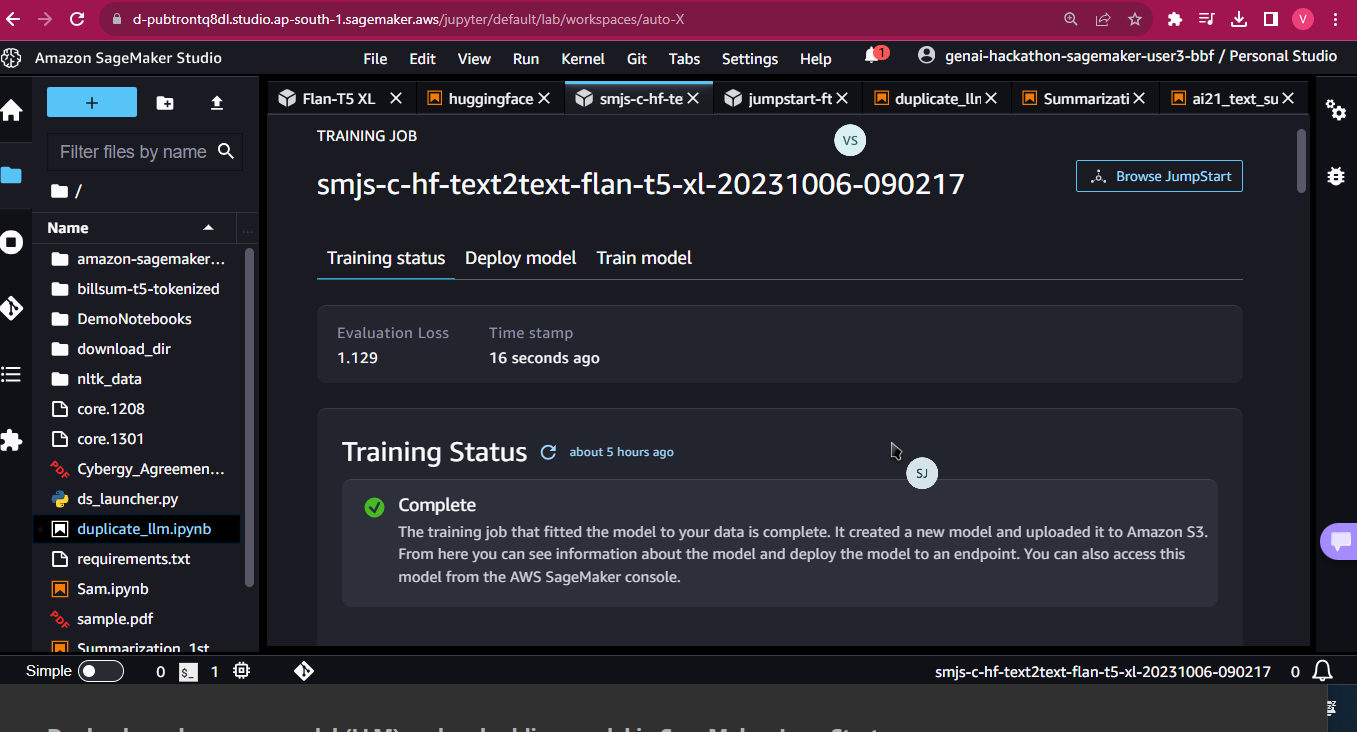 d-pubtrontq8dl.studio.ap-south-1.sagemaker.aws/jupyter/default/lab/workspaces/auto-X
V
Amazon SageMaker Studio
File Edit View Run Kernel Git Tabs Settings Help
1
genai-hackathon-sagemaker-user3-bbf / Personal Studio
+
Filter files by name
/
Name
...
amazon-sagemaker...
billsum-t5-tokenized
DemoNotebooks
download_dir
nltk_data
core.1208
core.1301
Cybergy_Agreemen...
ds_launcher.py
duplicate_llm.ipynb
requirements.txt
Sam.ipynb
sample.pdf
Summarization_1st
Flan-T5 XL
huggingface
smjs-c-hf-te
jumpstart-ft
duplicate_lln
Summarizati
ai21_text_su
TRAINING JOB
VS
smjs-c-hf-text2text-flan-t5-xl-20231006-090217
Browse JumpStart
Training status Deploy model Train model
Evaluation Loss Time stamp
1.129 16 seconds ago
Training Status about 5 hours ago
SJ
Complete
The training job that fitted the model to your data is complete. It created a new model and uploaded it to Amazon S3.
From here you can see information about the model and deploy the model to an endpoint. You can also access this
model from the AWS SageMaker console.
Simple 0 $_ 1
smjs-c-hf-text2text-flan-t5-xl-20231006-090217 0